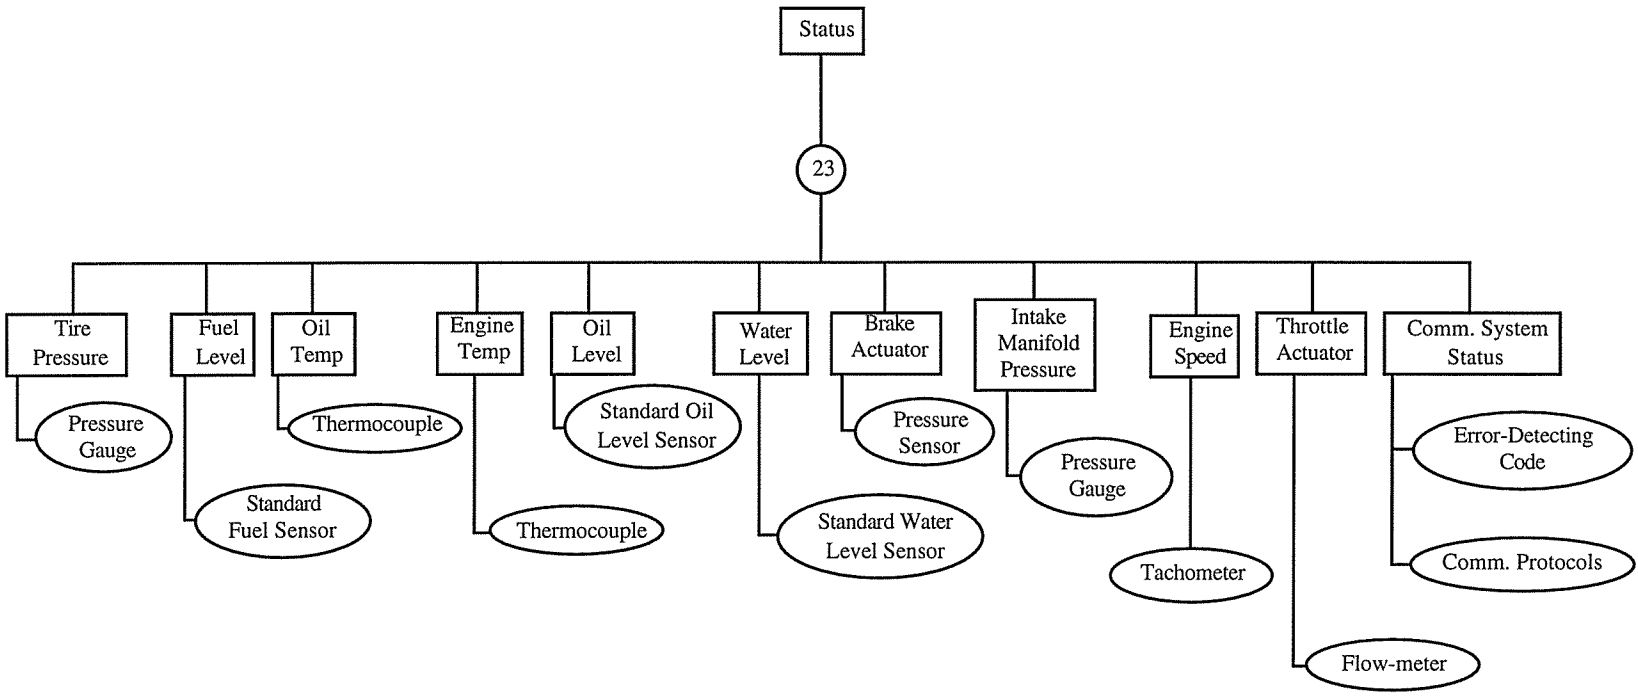 Status
23
Tire
Pressure
Fuel
Level
Oil
Temp
Engine
Temp
Oil
Level
Water
Level
Brake
Actuator
Intake
Manifold
Pressure
Engine
Speed
Throttle
Actuator
Comm. System
Status
Pressure
Gauge
Standard
Fuel Sensor
Thermocouple
Thermocouple
Standard Oil
Level Sensor
Standard Water
Level Sensor
Pressure
Sensor
Pressure
Gauge
Tachometer
Flow-meter
Error-Detecting
Code
Comm. Protocols